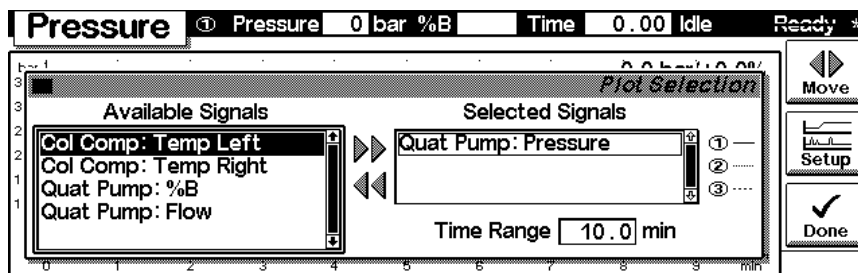 Pressure ① Pressure 0 bar %B Time 0.00 Idle Ready *
Plot Selection
Move
Available Signals Selected Signals
Col Comp: Temp Left
Col Comp: Temp Right
Quat Pump: %B
Quat Pump: Flow
Quat Pump: Pressure
①
②
③
Setup
Time Range 10.0 min
Done
0 1 2 3 4 5 6 7 8 9 min